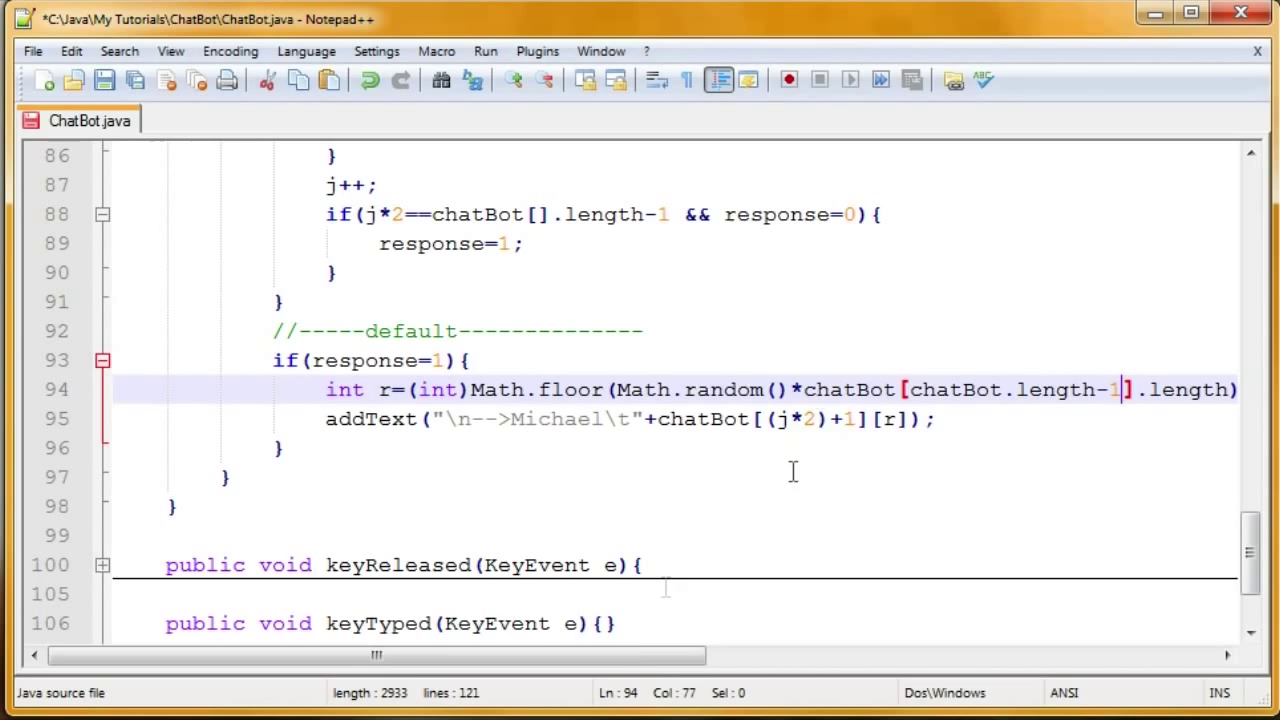 *C:\Java\My Tutorials\ChatBot\ChatBot.java - Notepad++
File Edit Search View Encoding Language Settings Macro Run Plugins Window ? X
ChatBot.java
86 }
87 j++;
88 if(j*2==chatBot[].length-1 && response=0){
89 response=1;
90 }
91 }
92 //-----default--------------
93 if(response=1){
94 int r=(int)Math.floor(Math.random()*chatBot[chatBot.length-1].length)
95 addText("\n-->Michael\t"+chatBot[(j*2)+1][r]);
96 }
97 }
98 }
99
100 public void keyReleased(KeyEvent e){
105
106 public void keyTyped(KeyEvent e){}
Java source file length : 2933 lines : 121 Ln : 94 Col : 77 Sel : 0 Dos\Windows ANSI INS